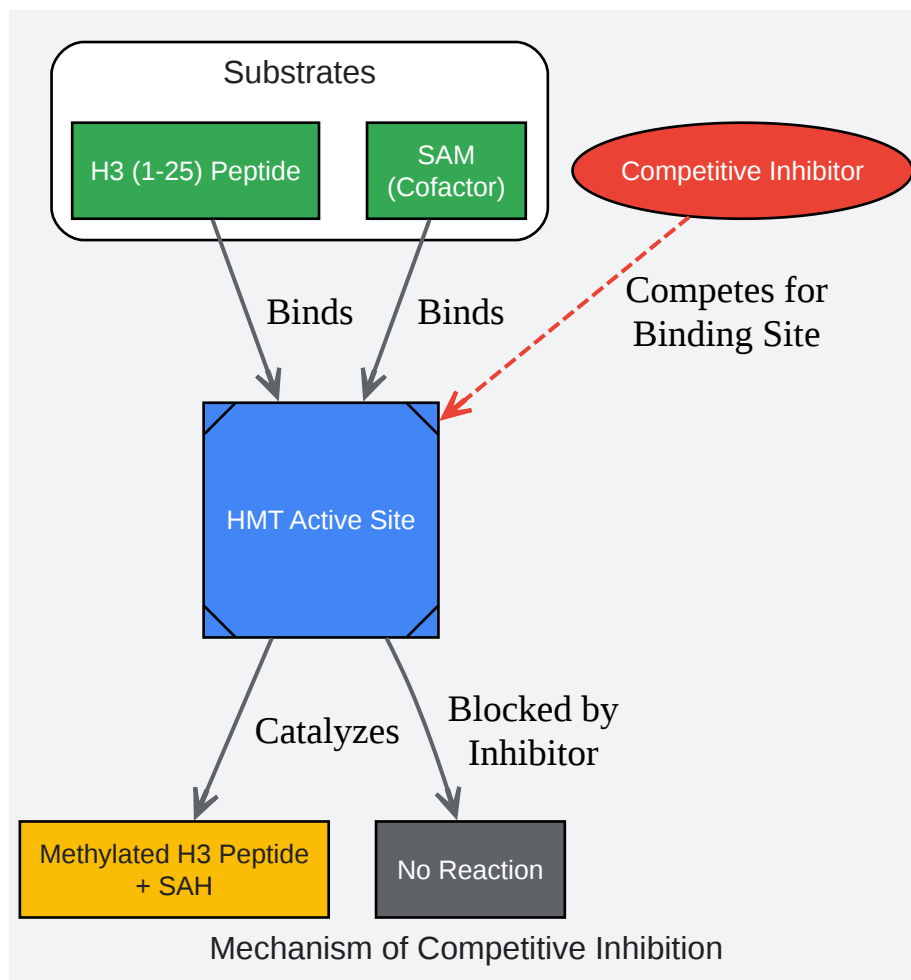 Substrates
H3 (1-25) Peptide
SAM
(Cofactor)
Competitive Inhibitor
Binds
Binds
Competes for
Binding Site
HMT Active Site
Catalyzes
Blocked by
Inhibitor
Methylated H3 Peptide
+ SAH
No Reaction
Mechanism of Competitive Inhibition